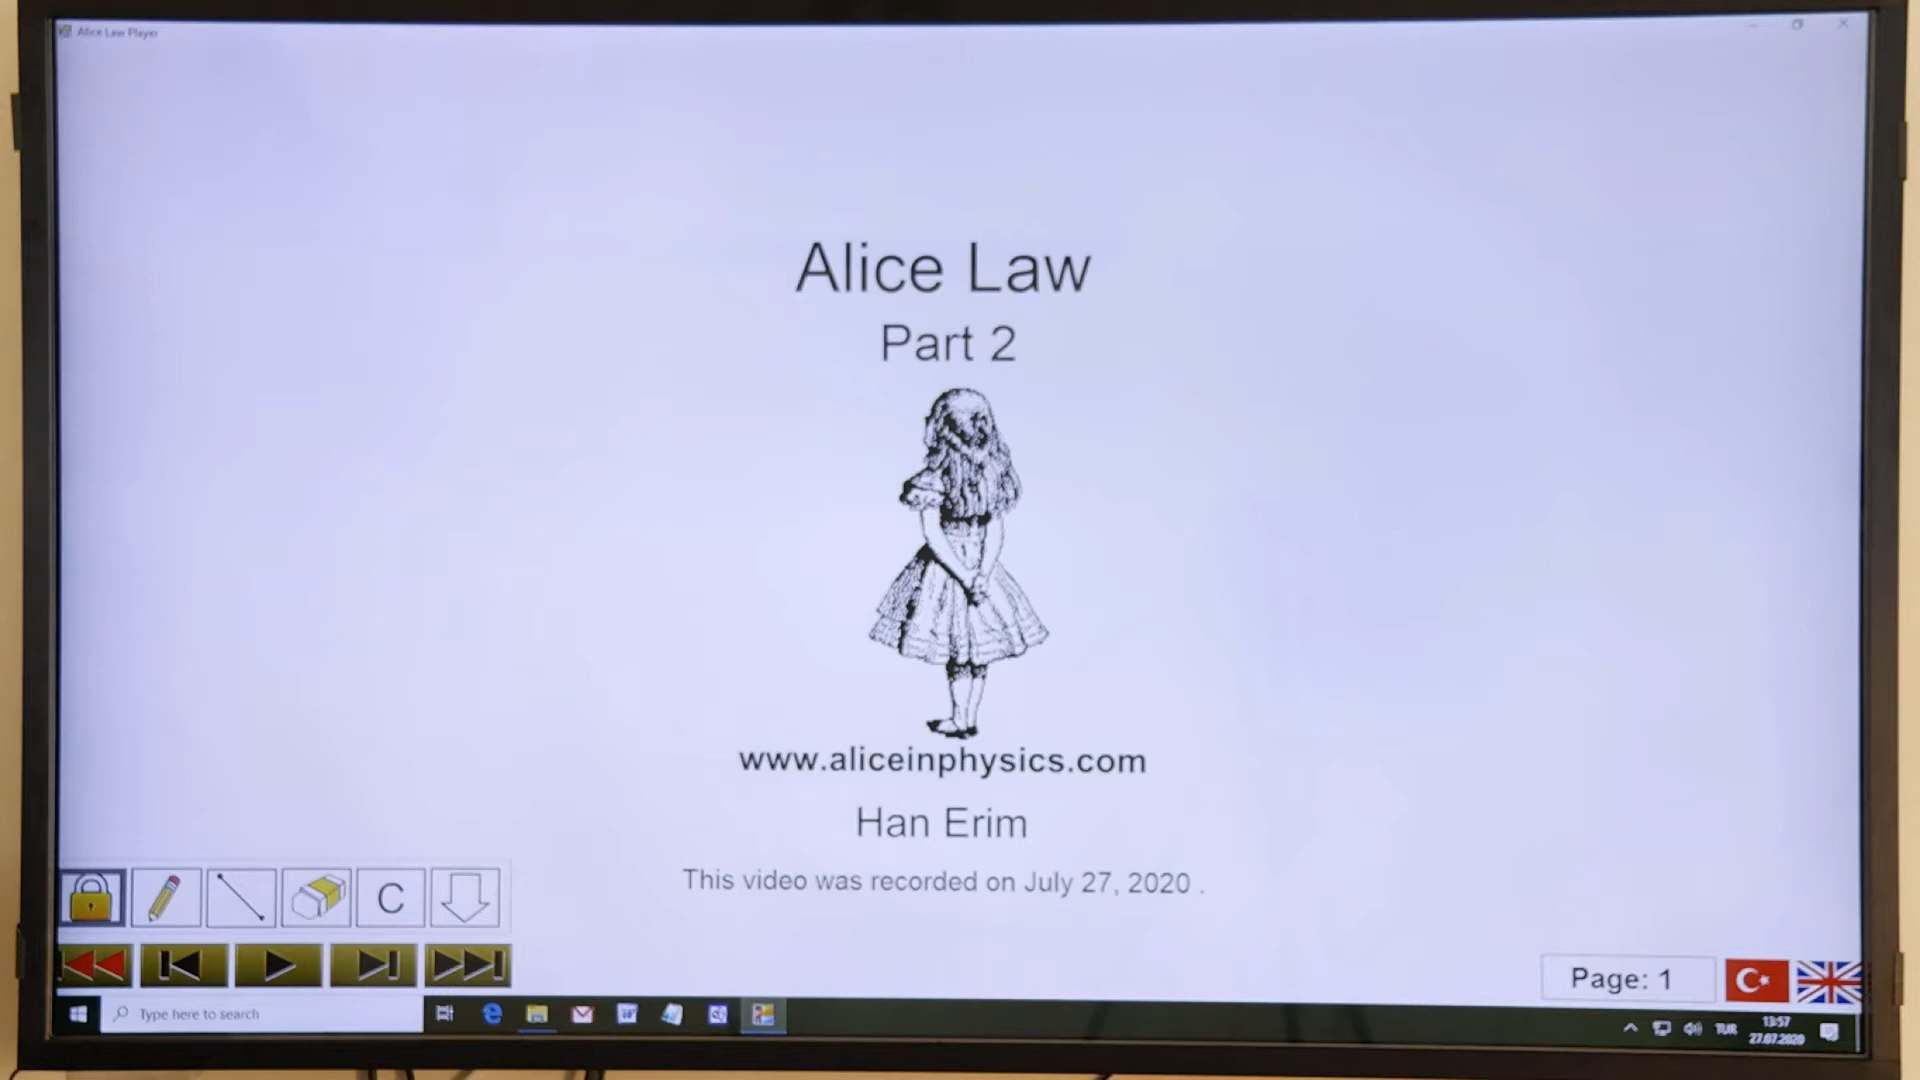 Alice Law Player
Alice Law
Part 2
www.aliceinphysics.com
Han Erim
This video was recorded on July 27, 2020 .
C
Page: 1
Type here to search
TUR
13:57
27.07.2020